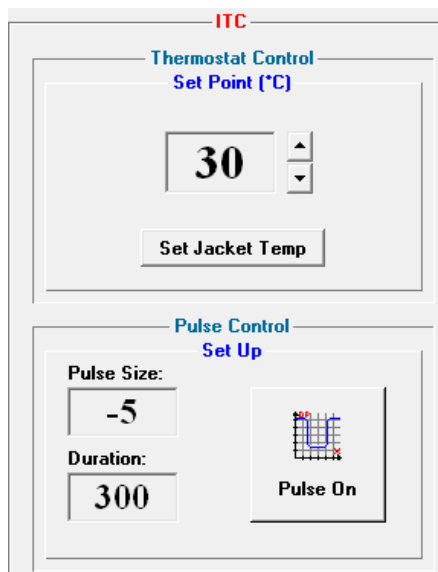 ITC
Thermostat Control
Set Point (°C)
30
Set Jacket Temp
Pulse Control
Set Up
Pulse Size:
-5
DP
Duration:
300
Pulse On